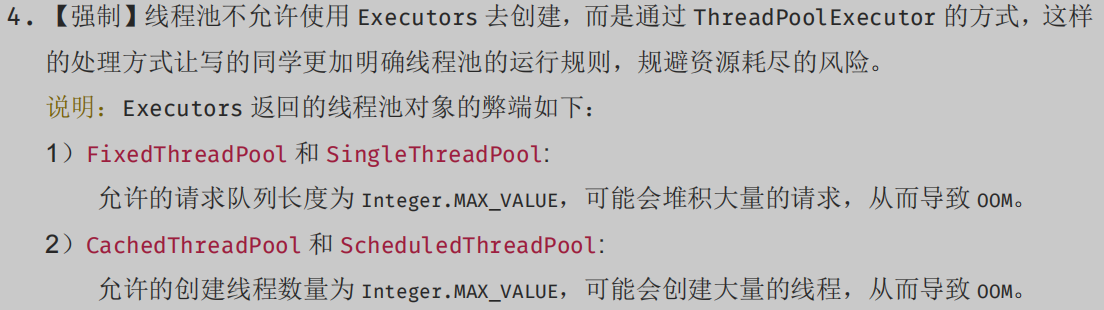 4. 【强制】线程池不允许使用 Executors 去创建，而是通过 ThreadPoolExecutor 的方式，这样
的处理方式让写的同学更加明确线程池的运行规则，规避资源耗尽的风险。
说明：Executors 返回的线程池对象的弊端如下：
1）FixedThreadPool 和 SingleThreadPool:
允许的请求队列长度为 Integer.MAX_VALUE，可能会堆积大量的请求，从而导致 OOM。
2）CachedThreadPool 和 ScheduledThreadPool:
允许的创建线程数量为 Integer.MAX_VALUE，可能会创建大量的线程，从而导致 OOM。